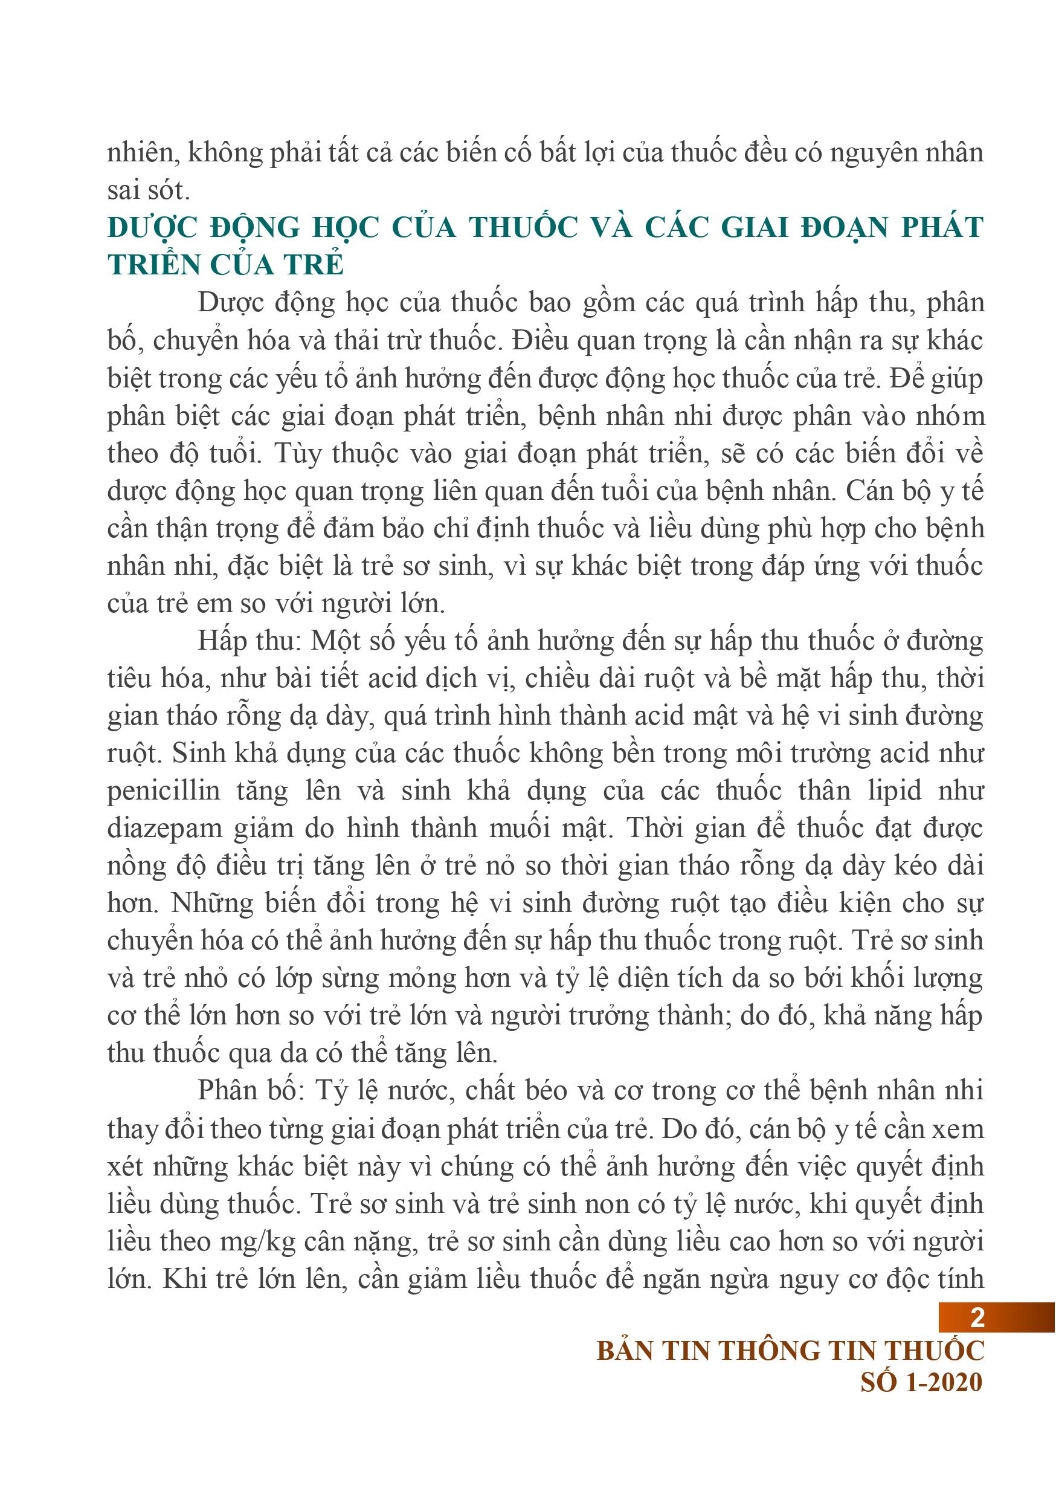 nhiên, không phải tất cả các biến cố bất lợi của thuốc đều có nguyên nhân
sai sót.
DƯỢC ĐỘNG HỌC CỦA THUỐC VÀ CÁC GIAI ĐOẠN PHÁT
TRIỂN CỦA TRẺ
Dược động học của thuốc bao gồm các quá trình hấp thu, phân
bố, chuyển hóa và thải trừ thuốc. Điều quan trọng là cần nhận ra sự khác
biệt trong các yếu tổ ảnh hưởng đến được động học thuốc của trẻ. Để giúp
phân biệt các giai đoạn phát triển, bệnh nhân nhi được phân vào nhóm
theo độ tuổi. Tùy thuộc vào giai đoạn phát triển, sẽ có các biến đổi về
dược động học quan trọng liên quan đến tuổi của bệnh nhân. Cán bộ y tế
cần thận trọng để đảm bảo chỉ định thuốc và liều dùng phù hợp cho bệnh
nhân nhi, đặc biệt là trẻ sơ sinh, vì sự khác biệt trong đáp ứng với thuốc
của trẻ em so với người lớn.
Hấp thu: Một số yếu tố ảnh hưởng đến sự hấp thu thuốc ở đường
tiêu hóa, như bài tiết acid dịch vị, chiều dài ruột và bề mặt hấp thu, thời
gian tháo rỗng dạ dày, quá trình hình thành acid mật và hệ vi sinh đường
ruột. Sinh khả dụng của các thuốc không bền trong môi trường acid như
penicillin tăng lên và sinh khả dụng của các thuốc thân lipid như
diazepam giảm do hình thành muối mật. Thời gian để thuốc đạt được
nồng độ điều trị tăng lên ở trẻ nỏ so thời gian tháo rỗng dạ dày kéo dài
hơn. Những biến đổi trong hệ vi sinh đường ruột tạo điều kiện cho sự
chuyển hóa có thể ảnh hưởng đến sự hấp thu thuốc trong ruột. Trẻ sơ sinh
và trẻ nhỏ có lớp sừng mỏng hơn và tỷ lệ diện tích da so bới khối lượng
cơ thể lớn hơn so với trẻ lớn và người trưởng thành; do đó, khả năng hấp
thu thuốc qua da có thể tăng lên.
Phân bố: Tỷ lệ nước, chất béo và cơ trong cơ thể bệnh nhân nhi
thay đổi theo từng giai đoạn phát triển của trẻ. Do đó, cán bộ y tế cần xem
xét những khác biệt này vì chúng có thể ảnh hưởng đến việc quyết định
liều dùng thuốc. Trẻ sơ sinh và trẻ sinh non có tỷ lệ nước, khi quyết định
liều theo mg/kg cân nặng, trẻ sơ sinh cần dùng liều cao hơn so với người
lớn. Khi trẻ lớn lên, cần giảm liều thuốc để ngăn ngừa nguy cơ độc tính
2
BẢN TIN THÔNG TIN THUỐC
SỐ 1-2020